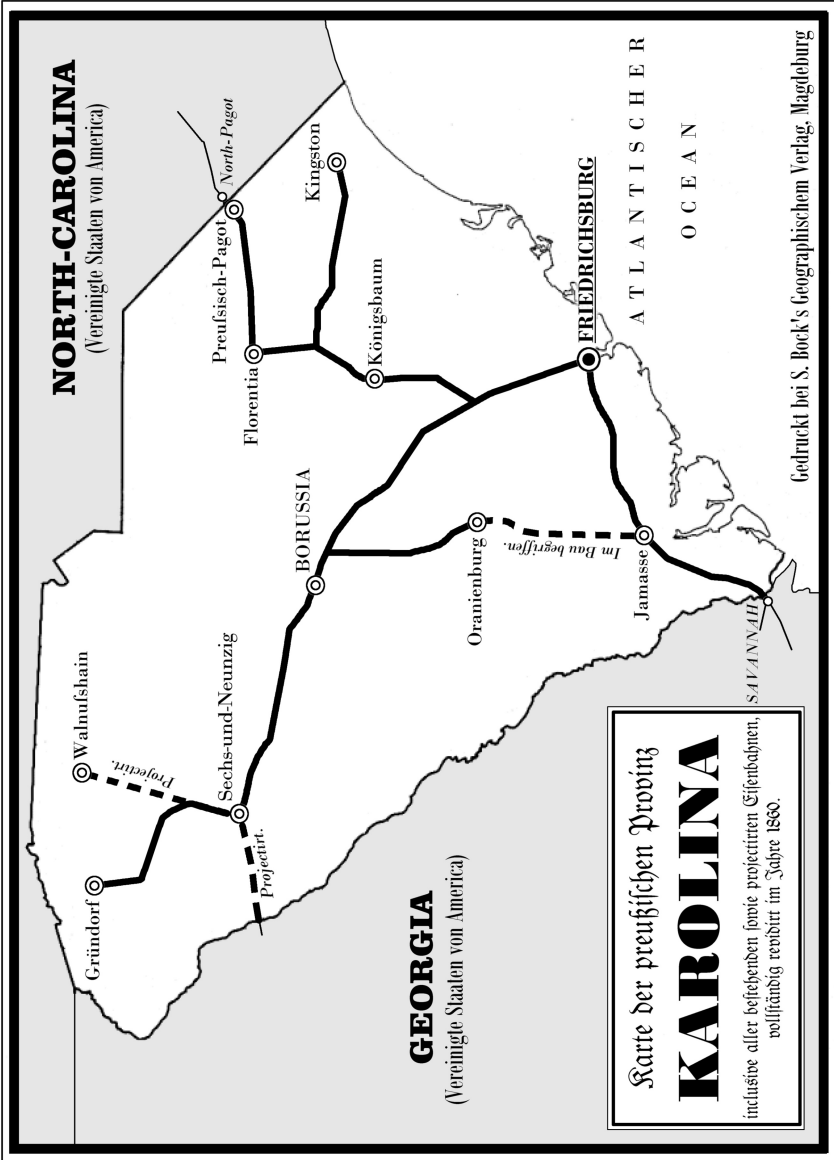 NORTH-CAROLINA
(Vereinigte Staaten von America)
North-Pagot
Preuſsisch-Pagot
Kingston
Florentia
Königsbaum
Walnuſshain
Gründorf
Projectirt.
Sechs-und-Neunzig
Projectirt.
BORUSSIA
Oranienburg
Im Bau begriffen.
FRIEDRICHSBURG
Jamasse
SAVANNAH
ATLANTISCHER
OCEAN
GEORGIA
(Vereinigte Staaten von America)
Karte der preußiſchen Provinz
KAROLINA
inclusive aller beſtehenden ſowie projectirten Eiſenbahnen,
vollſtändig revidirt im Jahre 1860.
Gedruckt bei S. Bock's Geographischem Verlag, Magdeburg